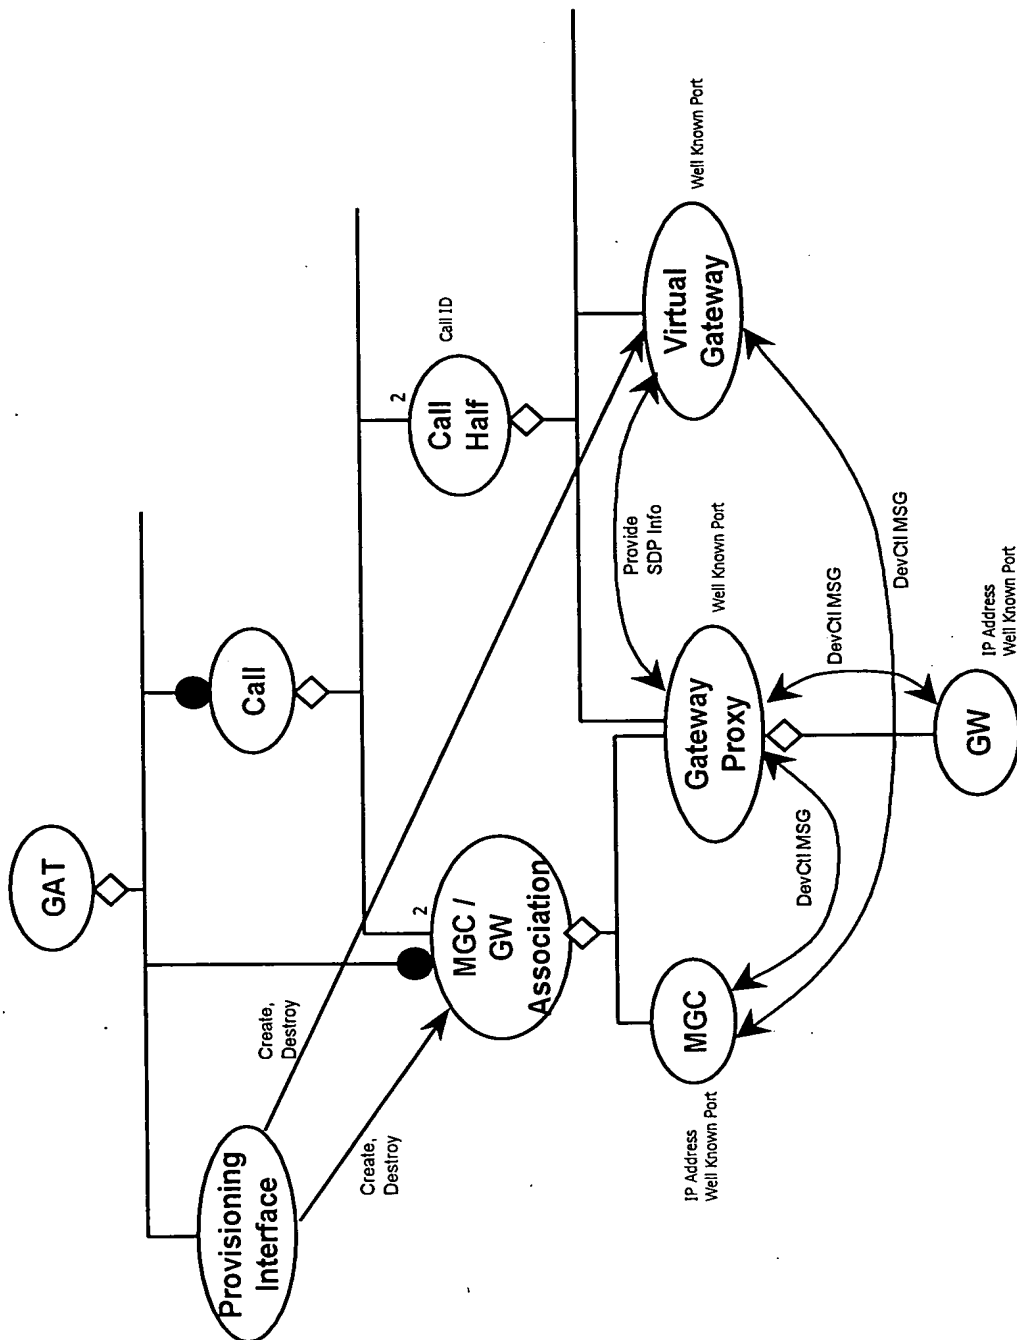 GAT
Provisioning
Interface
Call
Create,
Destroy
Create,
Destroy
MGC /
GW
Association
2
Call
Half
2
Call ID
MGC
IP Address
Well Known Port
Gateway
Proxy
Well Known Port
Virtual
Gateway
Well Known Port
Provide
SDP Info
DevCtl MSG
DevCtl MSG
DevCtl MSG
GW
IP Address
Well Known Port